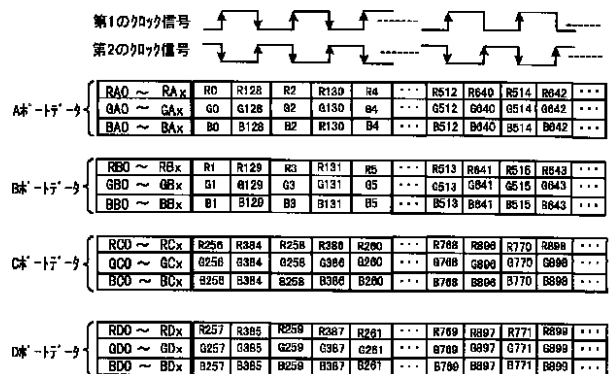 第1のクロック信号
第2のクロック信号
Aポートデータ
RA0 ～ RAx R0 R128 R2 R130 R4 ･･･ R512 R640 R514 R642 ･･･
GA0 ～ GAx G0 G128 G2 G130 G4 ･･･ G512 G640 G514 G642 ･･･
BA0 ～ BAx B0 B128 B2 B130 B4 ･･･ B512 B640 B514 B642 ･･･
Bポートデータ
RB0 ～ RBx R1 R129 R3 R131 R5 ･･･ R513 R641 R515 R643 ･･･
GB0 ～ GBx G1 G129 G3 G131 G5 ･･･ G513 G641 G515 G643 ･･･
BB0 ～ BBx B1 B129 B3 B131 B5 ･･･ B513 B641 B515 B643 ･･･
Cポートデータ
RC0 ～ RCx R256 R384 R258 R386 R260 ･･･ R768 R896 R770 R898 ･･･
GC0 ～ GCx G256 G384 G258 G386 G260 ･･･ G768 G896 G770 G898 ･･･
BC0 ～ BCx B256 B384 B258 B386 B260 ･･･ B768 B896 B770 B898 ･･･
Dポートデータ
RD0 ～ RDx R257 R385 R259 R387 R261 ･･･ R769 R897 R771 R899 ･･･
GD0 ～ GDx G257 G385 G259 G387 G261 ･･･ G769 G897 G771 G899 ･･･
BD0 ～ BDx B257 B385 B259 B387 B261 ･･･ B769 B897 B771 B899 ･･･